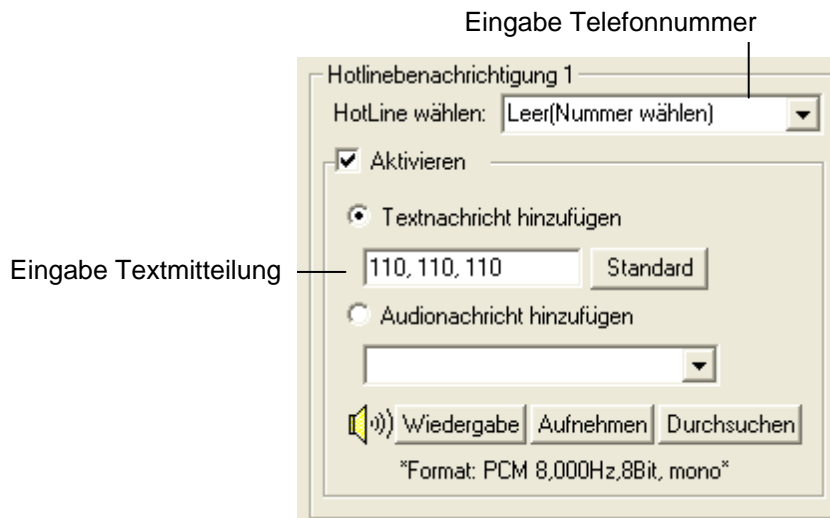 Eingabe Telefonnummer
Hotlinebenachrichtigung 1
HotLine wählen: Leer(Nummer wählen)
Aktivieren
Textnachricht hinzufügen
Eingabe Textmitteilung
110, 110, 110 Standard
Audionachricht hinzufügen
Wiedergabe Aufnehmen Durchsuchen
*Format: PCM 8,000Hz,8Bit, mono*